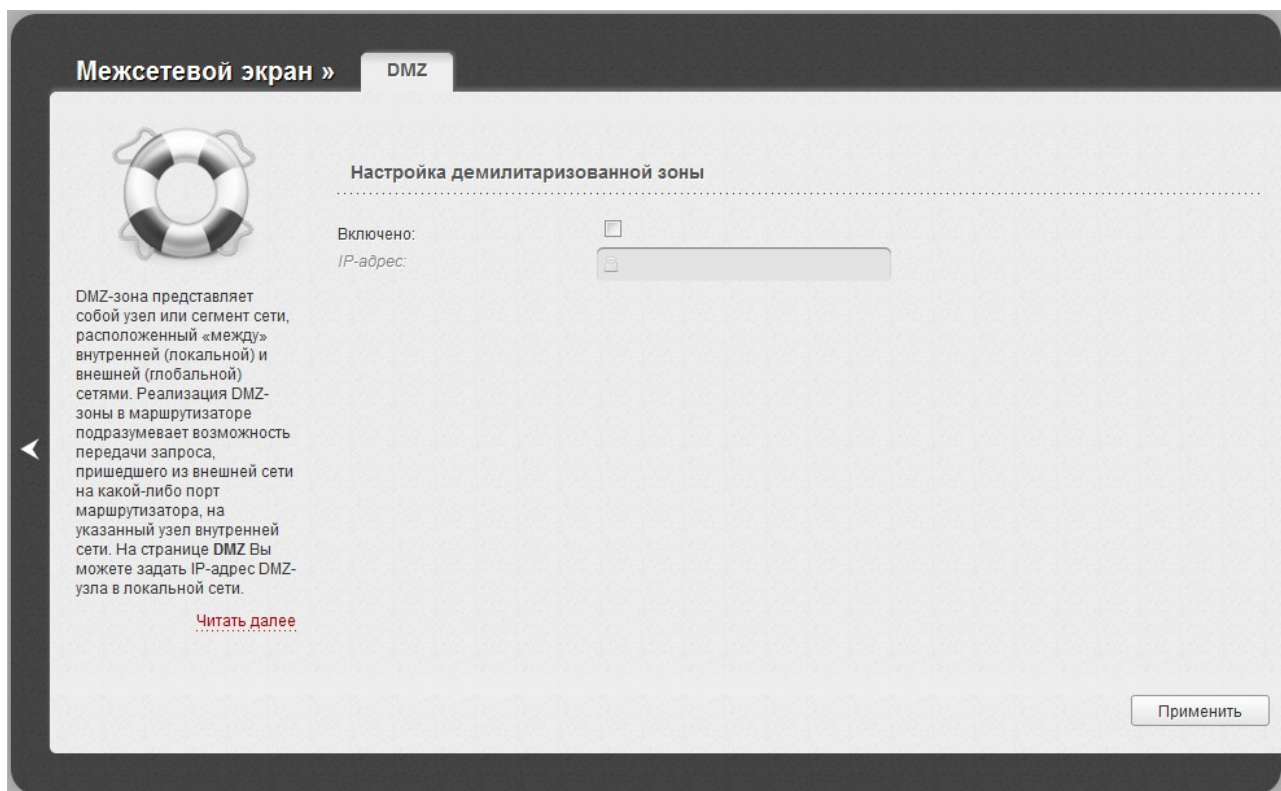 Межсетевой экран »
DMZ
Настройка демилитаризованной зоны
Включено:
IP-адрес:
DMZ-зона представляет
собой узел или сегмент сети,
расположенный «между»
внутренней (локальной) и
внешней (глобальной)
сетями. Реализация DMZ-
зоны в маршрутизаторе
подразумевает возможность
передачи запроса,
пришедшего из внешней сети
на какой-либо порт
маршрутизатора, на
указанный узел внутренней
сети. На странице DMZ Вы
можете задать IP-адрес DMZ-
узла в локальной сети.
Читать далее
Применить